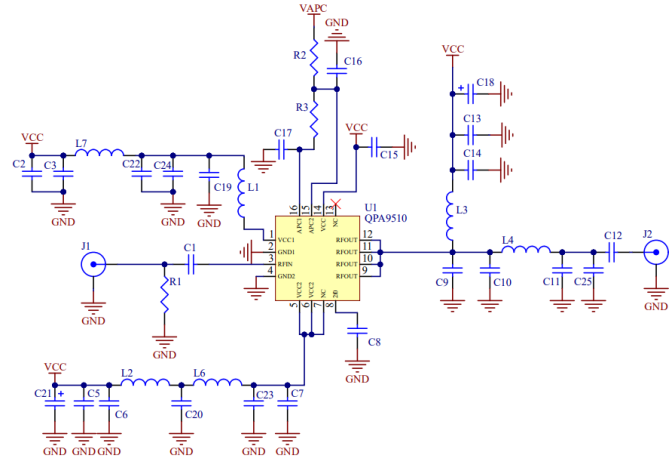 VAPC
GND
R2
C16
VCC
C18
R3
C13
C17
VCC
VCC
C14
L7
C15
C2
C3
C22
C24
C19
L1
U1
QPA9510
L3
GND
GND
GND
16
15
14
13
APC1
APC2
VCC
NC
J1
C1
1
VCC1
RFOUT
12
2
GND1
RFOUT
11
3
RFIN
RFOUT
10
4
GND2
RFOUT
9
L4
C12
J2
R1
VCC2
VCC2
NC
2D
5
6
7
8
C9
C10
C11
C25
GND
GND
C8
GND
GND
GND
GND
GND
GND
VCC
L2
L6
GND
C21
C5
C6
C20
C23
C7
GND
GND
GND
GND
GND
GND